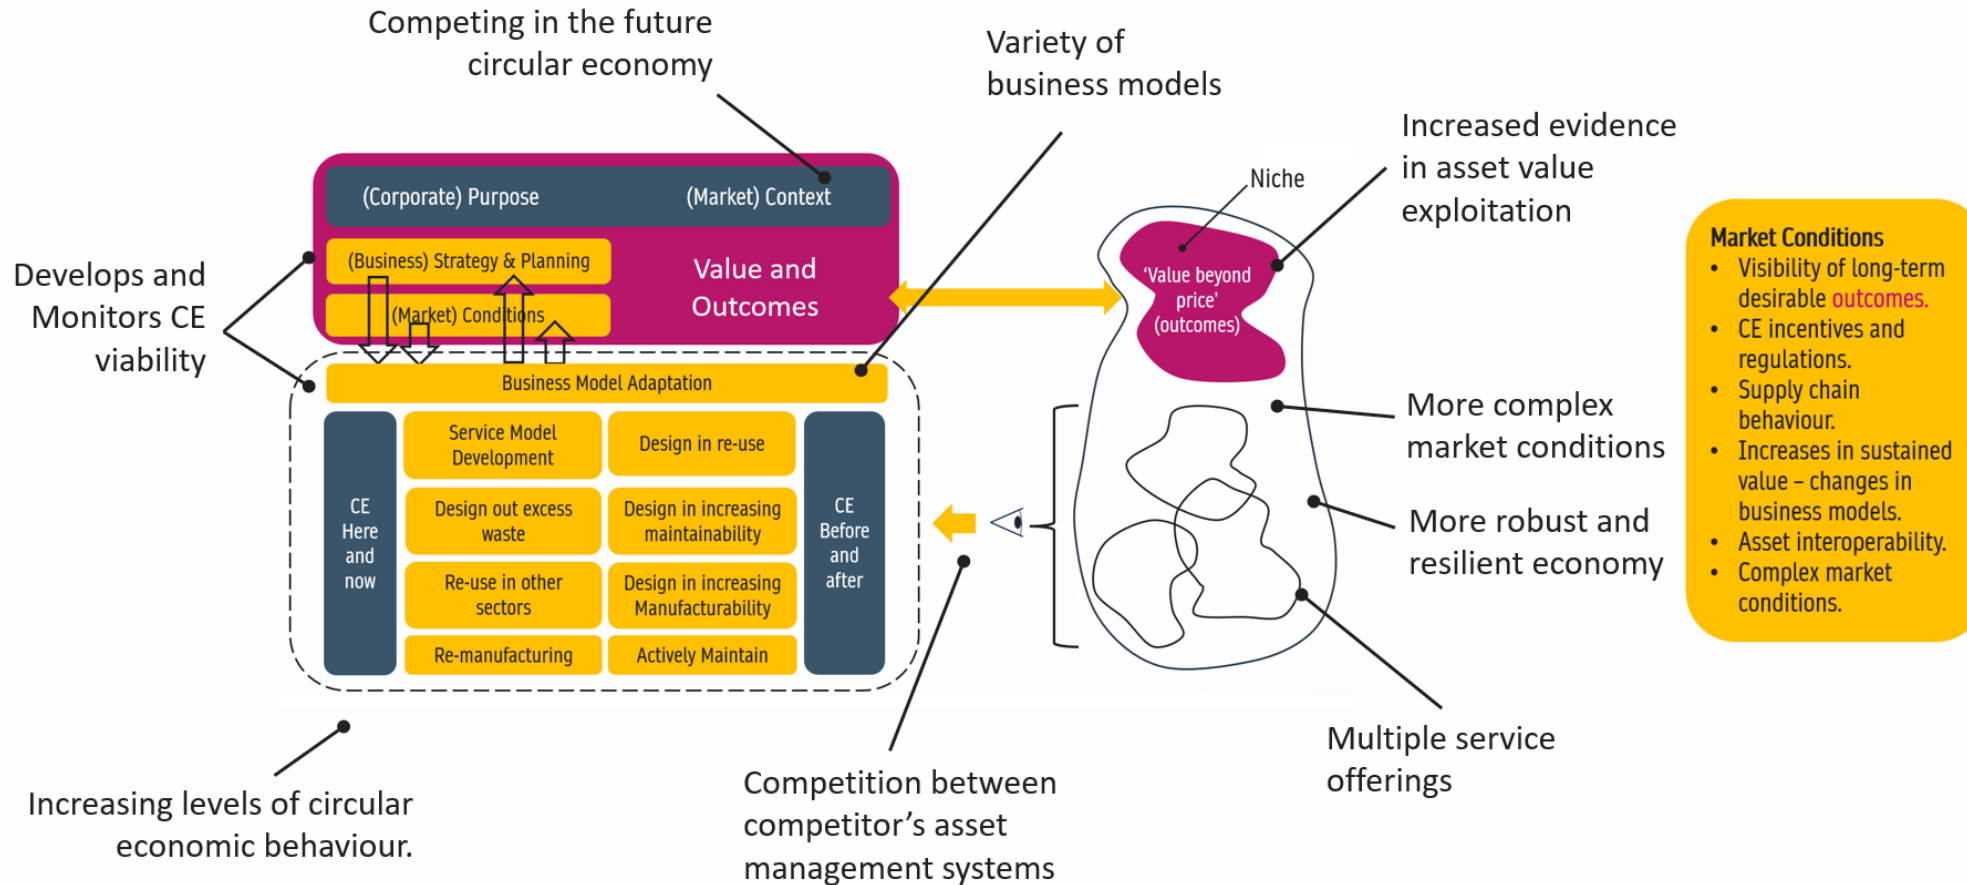 Competing in the future
circular economy
Variety of
business models
Increased evidence
in asset value
exploitation
Niche
(Corporate) Purpose
(Market) Context
(Business) Strategy & Planning
(Market) Conditions
Value and
Outcomes
'Value beyond
price'
(outcomes)
Develops and
Monitors CE
viability
Business Model Adaptation
CE
Here
and
now
Service Model
Development
Design in re-use
Design out excess
waste
Design in increasing
maintainability
Re-use in other
sectors
Design in increasing
Manufacturability
Re-manufacturing
Actively Maintain
CE
Before
and
after
More complex
market conditions
More robust and
resilient economy
Multiple service
offerings
Competition between
competitor’s asset
management systems
Increasing levels of circular
economic behaviour.
Market Conditions
• Visibility of long-term
desirable outcomes.
• CE incentives and
regulations.
• Supply chain
behaviour.
• Increases in sustained
value – changes in
business models.
• Asset interoperability.
• Complex market
conditions.